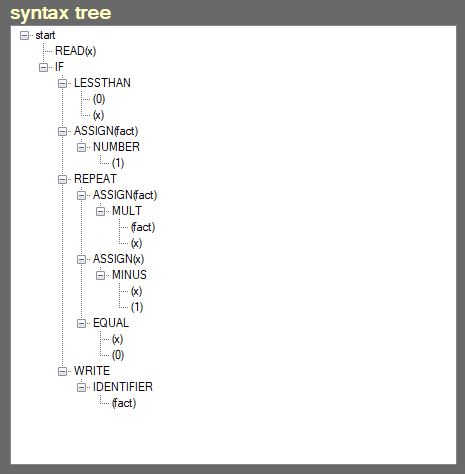 syntax tree
start
READ(x)
IF
LESSTHAN
(0)
(x)
ASSIGN(fact)
NUMBER
(1)
REPEAT
ASSIGN(fact)
MULT
(fact)
(x)
ASSIGN(x)
MINUS
(x)
(1)
EQUAL
(x)
(0)
WRITE
IDENTIFIER
(fact)